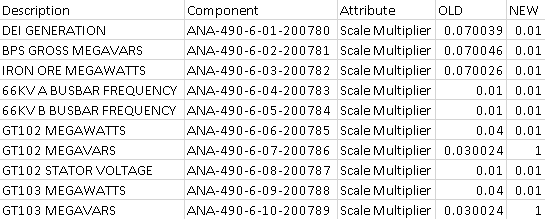 Description Component Attribute OLD NEW
DEI GENERATION ANA-490-6-01-200780 Scale Multiplier 0.070039 0.01
BPS GROSS MEGAVARS ANA-490-6-02-200781 Scale Multiplier 0.070046 0.01
IRON ORE MEGAWATTS ANA-490-6-03-200782 Scale Multiplier 0.070026 0.01
66KV A BUSBAR FREQUENCY ANA-490-6-04-200783 Scale Multiplier 0.01 0.01
66KV B BUSBAR FREQUENCY ANA-490-6-05-200784 Scale Multiplier 0.01 0.01
GT102 MEGAWATTS ANA-490-6-06-200785 Scale Multiplier 0.04 0.01
GT102 MEGAVARS ANA-490-6-07-200786 Scale Multiplier 0.030024 1
GT102 STATOR VOLTAGE ANA-490-6-08-200787 Scale Multiplier 0.01 0.01
GT103 MEGAWATTS ANA-490-6-09-200788 Scale Multiplier 0.04 0.01
GT103 MEGAVARS ANA-490-6-10-200789 Scale Multiplier 0.030024 1